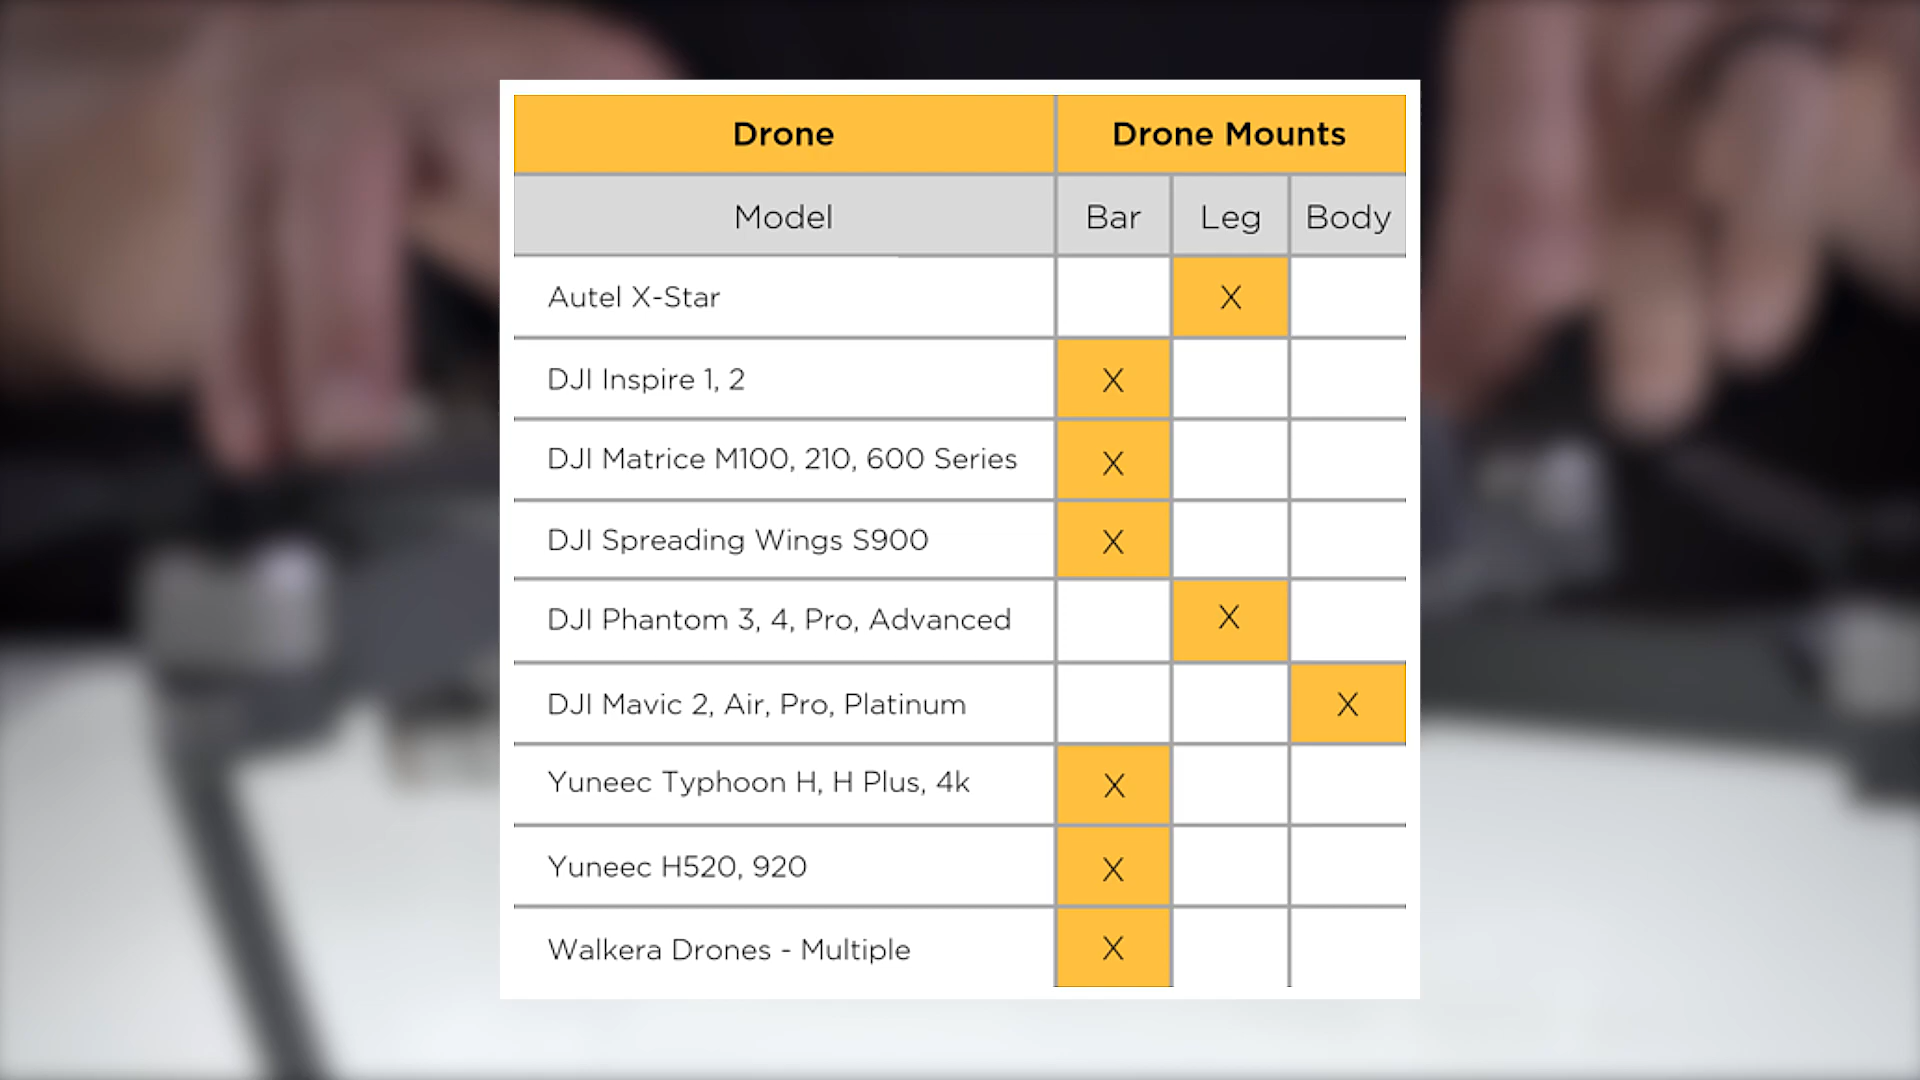 Drone Drone Mounts
Model Bar Leg Body
Autel X-Star X
DJI Inspire 1, 2 X
DJI Matrice M100, 210, 600 Series X
DJI Spreading Wings S900 X
DJI Phantom 3, 4, Pro, Advanced X
DJI Mavic 2, Air, Pro, Platinum X
Yuneec Typhoon H, H Plus, 4k X
Yuneec H520, 920 X
Walkera Drones - Multiple X